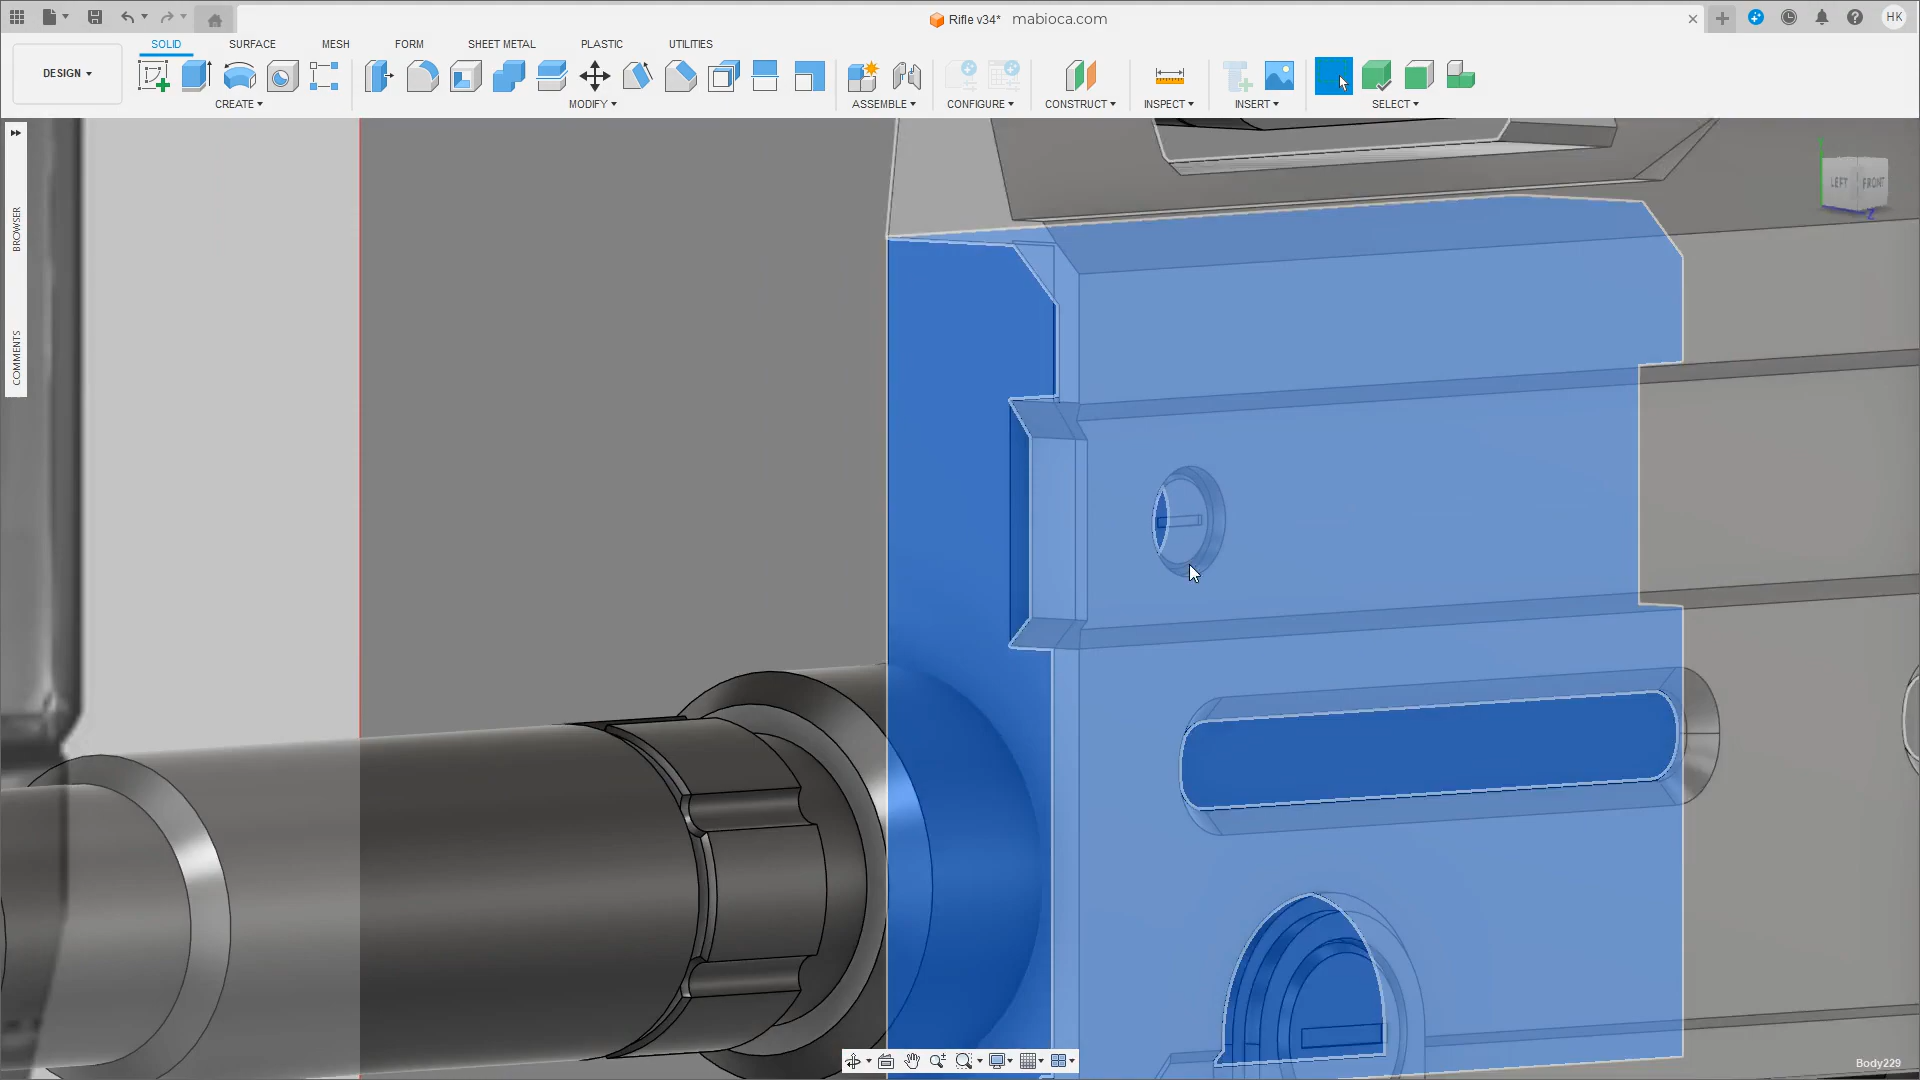 Rifle v34* mabioca.com
HK
DESIGN
SOLID SURFACE MESH FORM SHEET METAL PLASTIC UTILITIES
CREATE MODIFY ASSEMBLE CONFIGURE CONSTRUCT INSPECT INSERT SELECT
BROWSER
COMMENTS
LEFT FRONT
Z
Body229